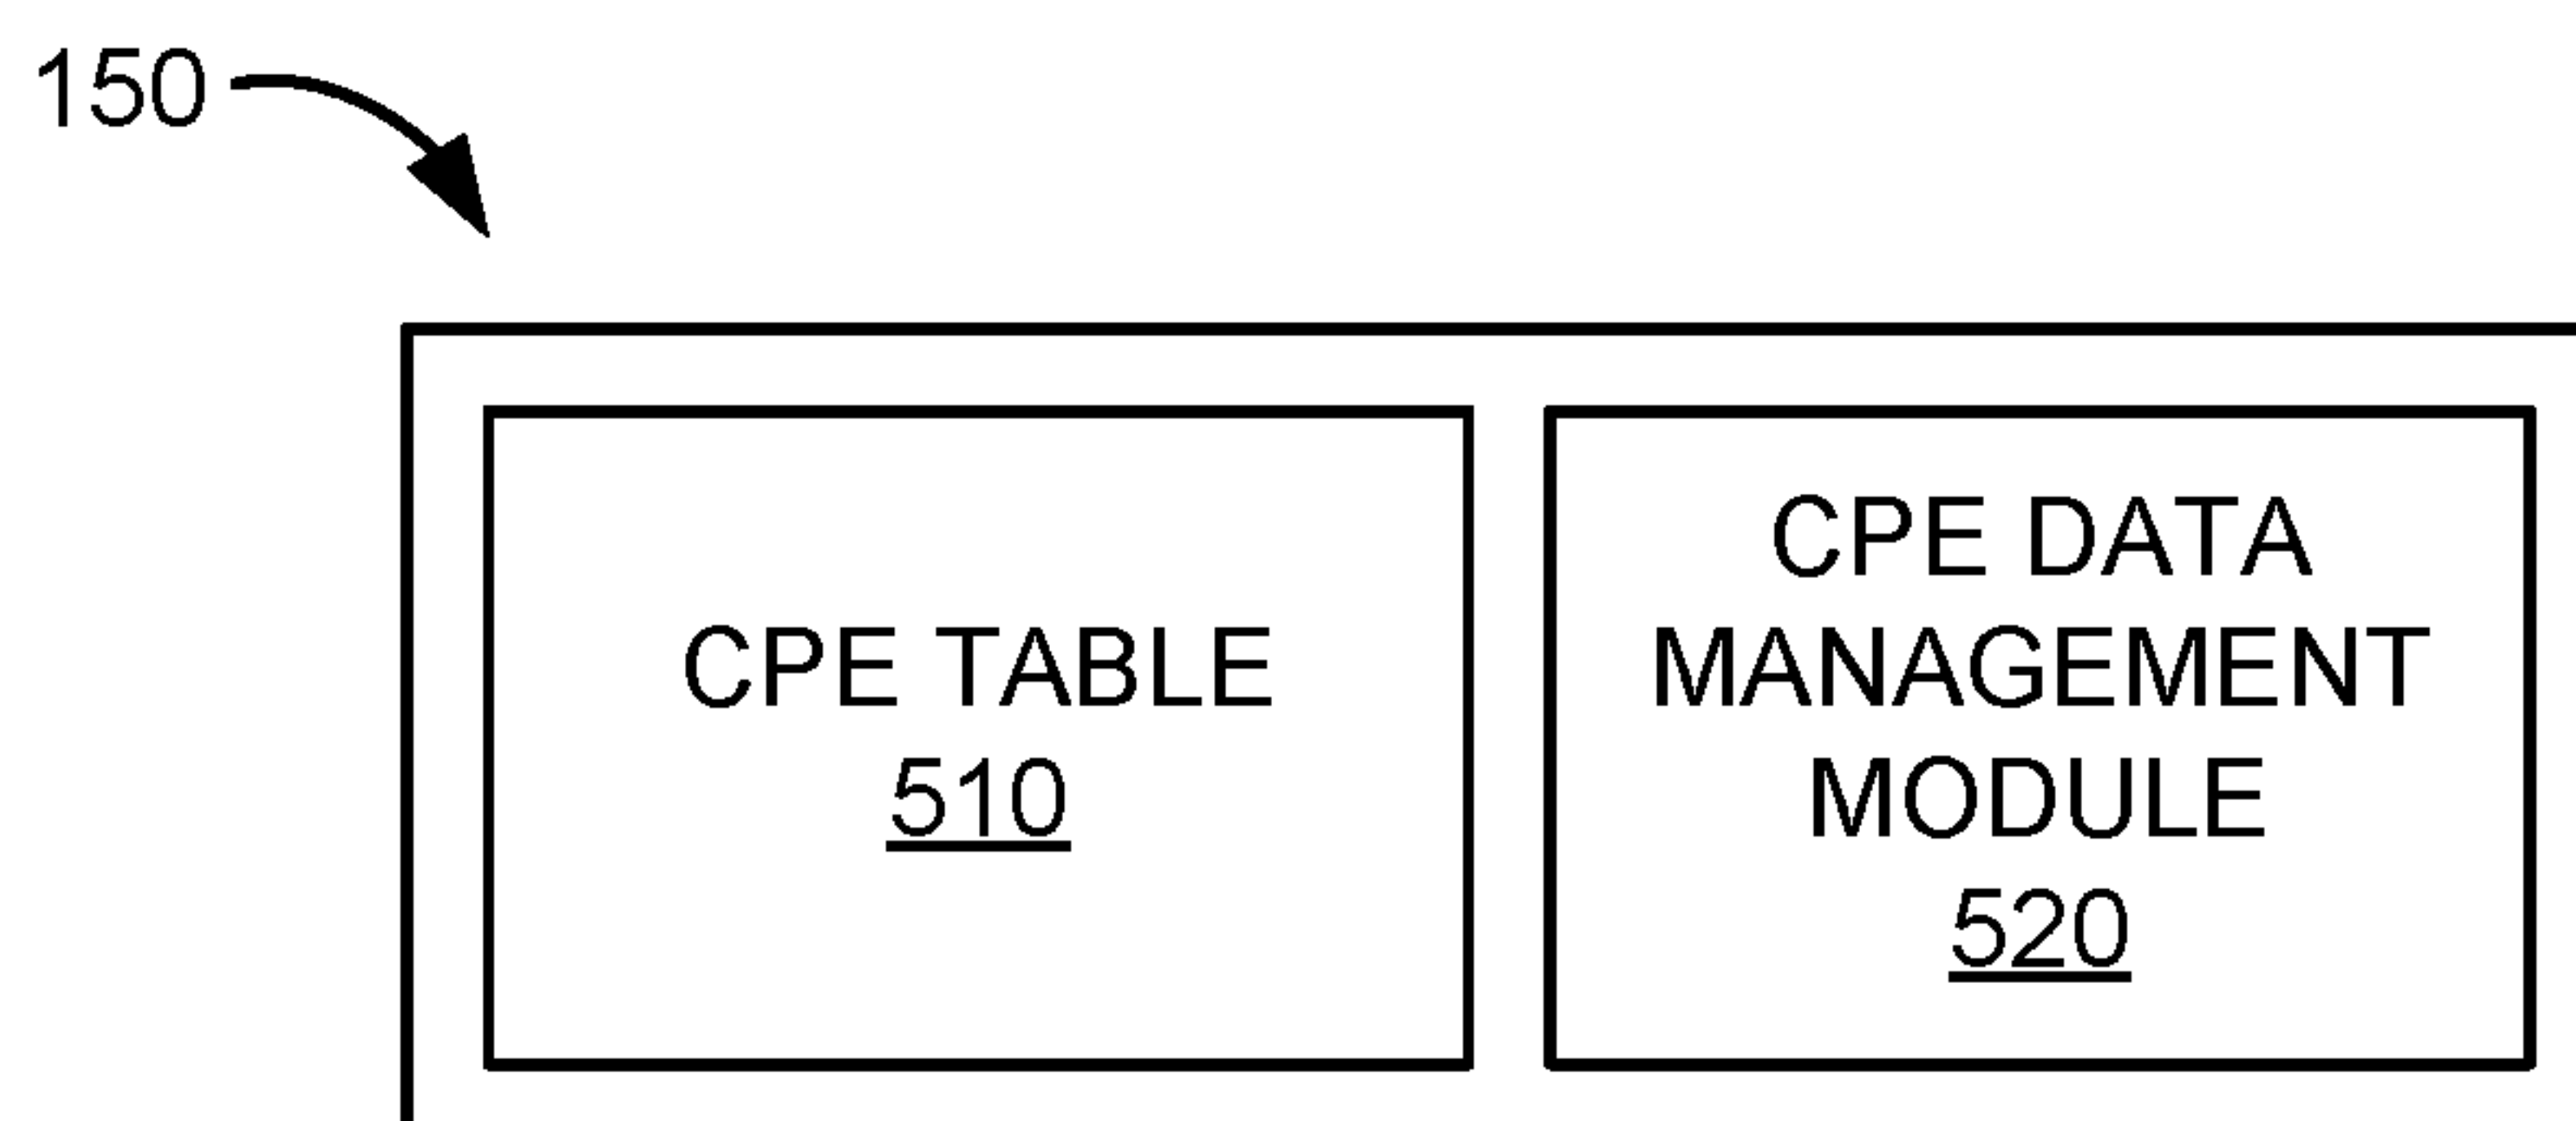 150
CPE TABLE
510
CPE DATA
MANAGEMENT
MODULE
520